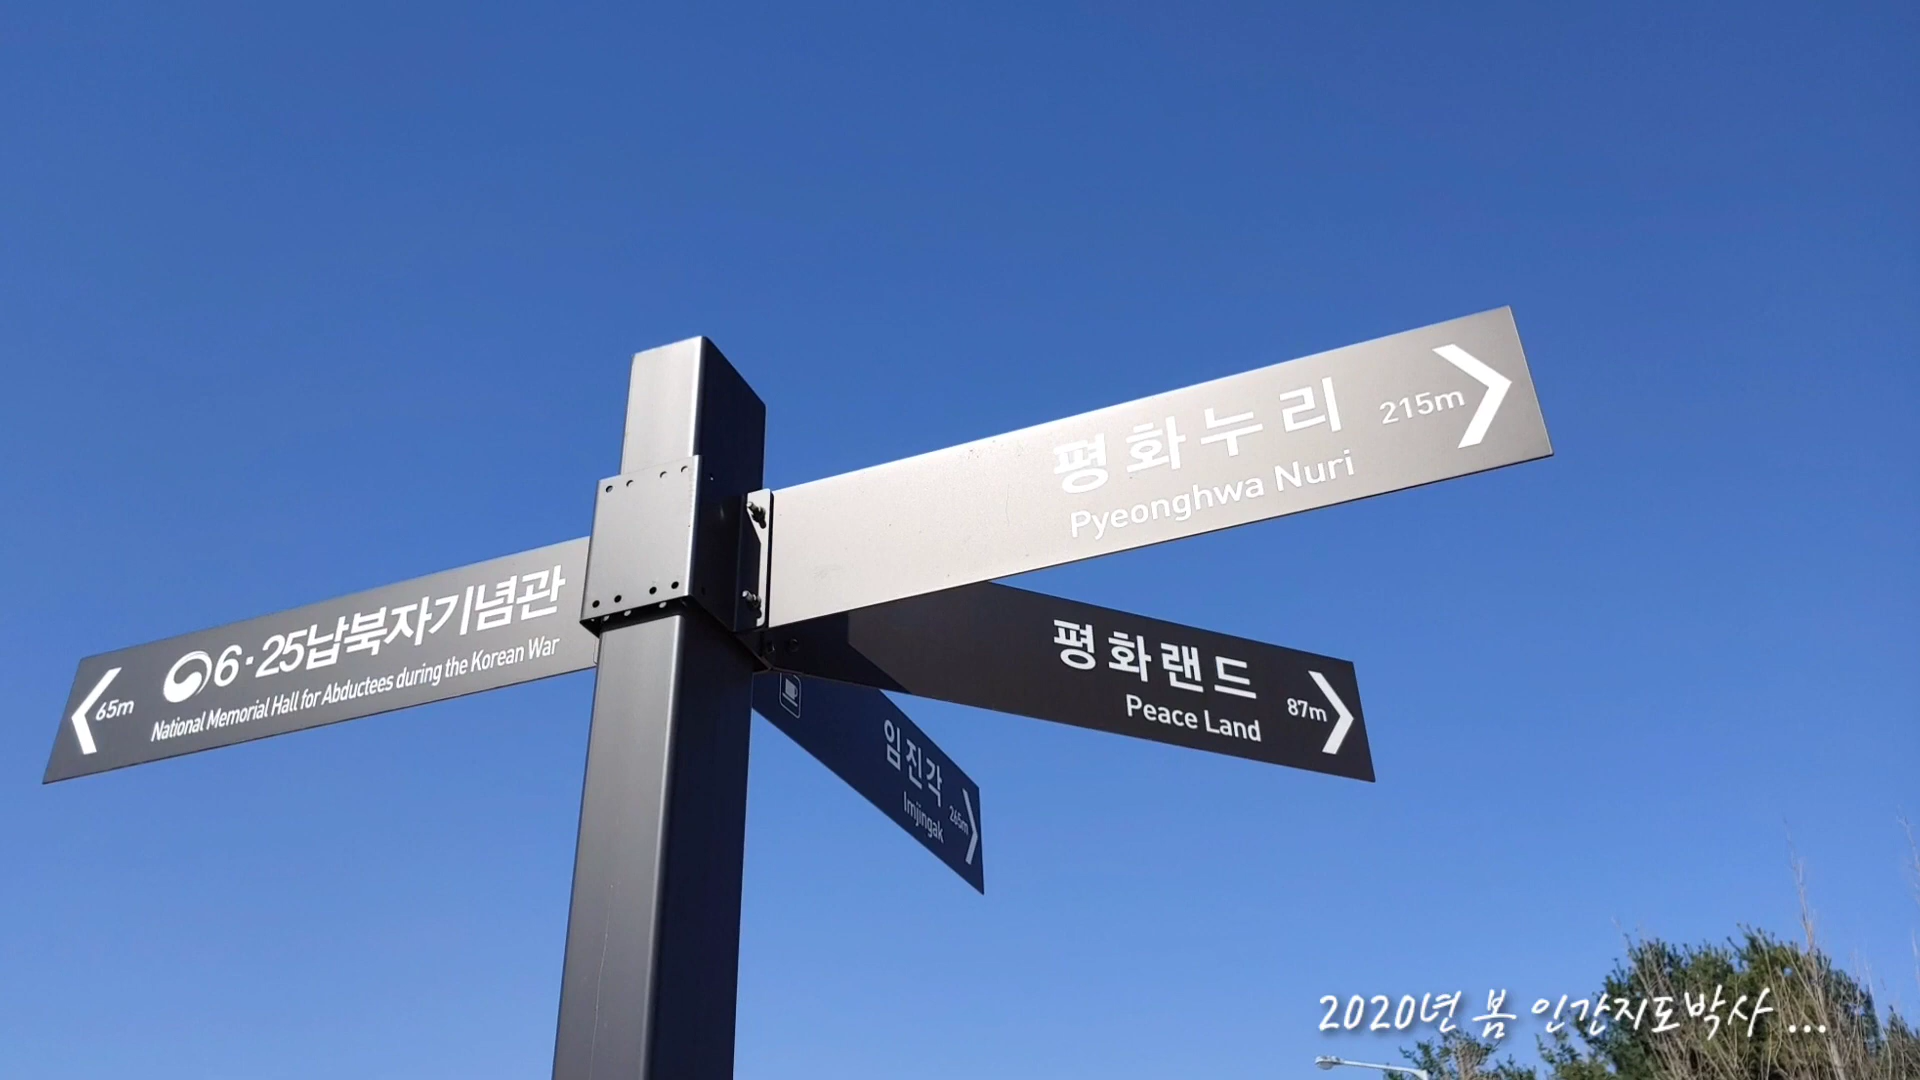 평화누리
Pyeonghwa Nuri
215m
6·25납북자기념관
National Memorial Hall for Abductees during the Korean War
65m
평화랜드
Peace Land
87m
임진각
Imjingak
265m
2020년 봄 인간지도박사 ...